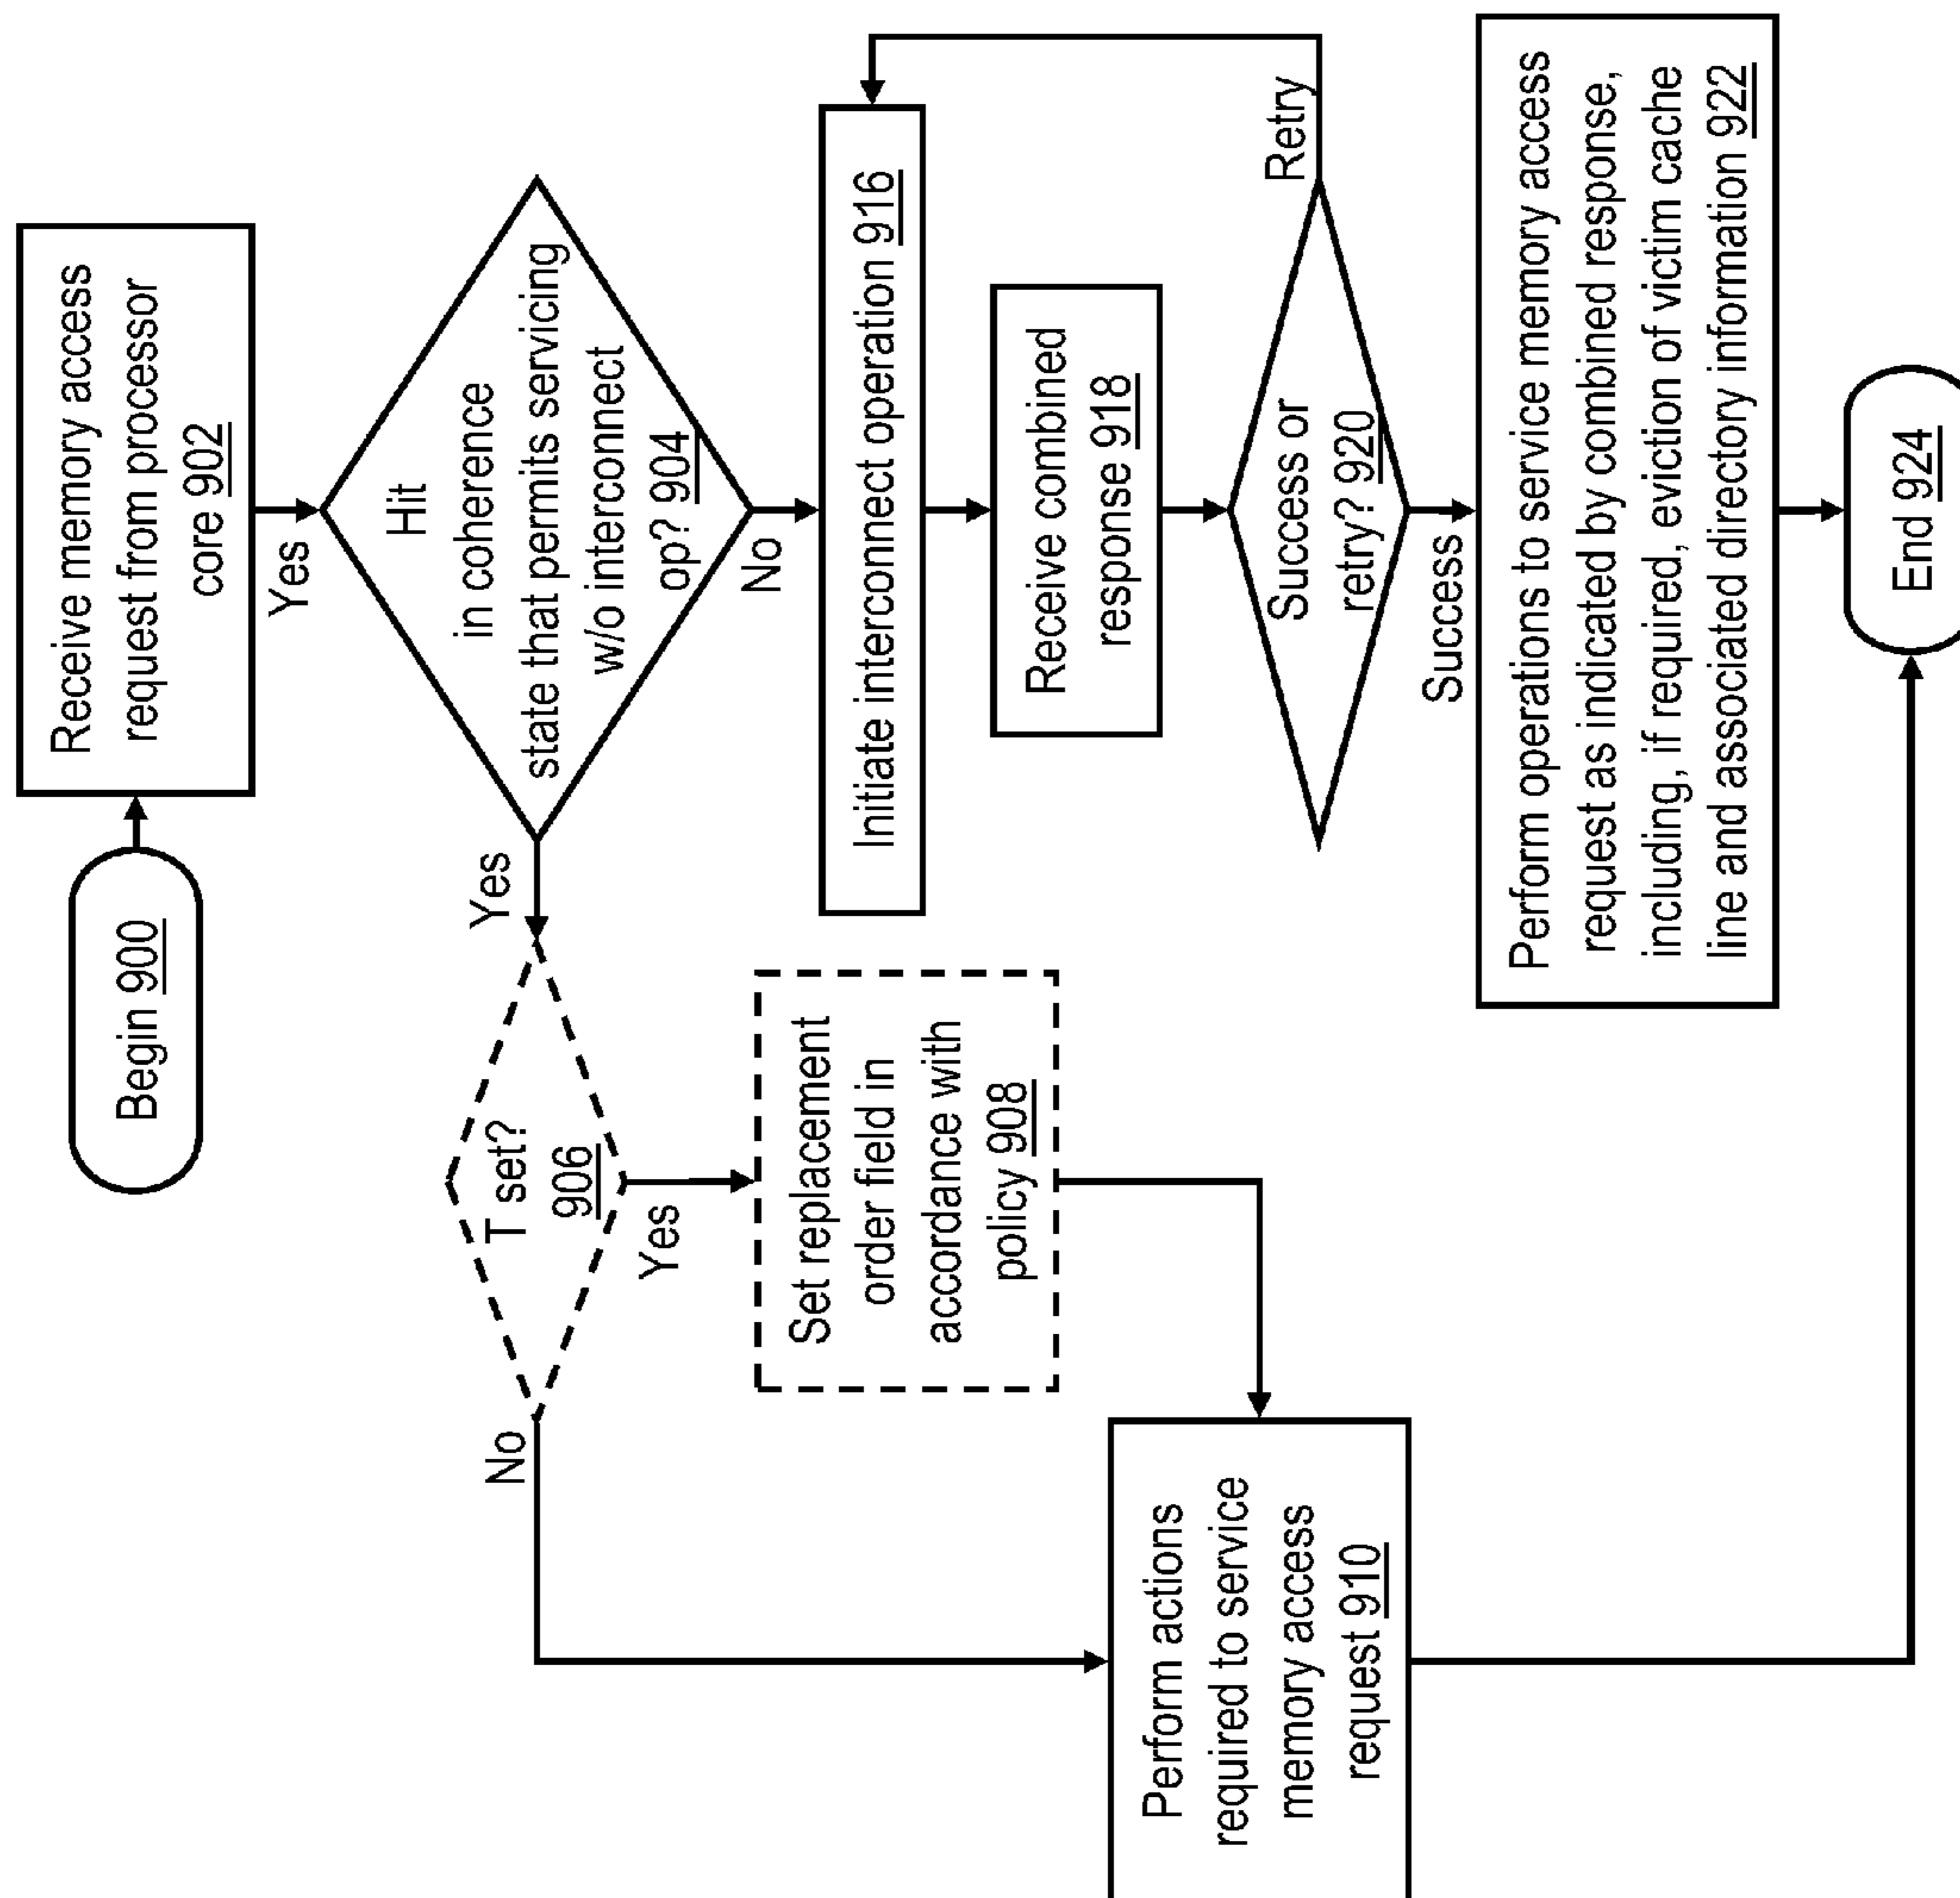 Begin 900
Receive memory access
request from processor
core 902
Yes
Hit
in coherence
state that permits servicing
w/o interconnect
op? 904
Yes
No
T set?
906
No
Yes
Set replacement
order field in
accordance with
policy 908
Perform actions
required to service
memory access
request 910
Initiate interconnect operation 916
Receive combined
response 918
Success or
retry? 920
Retry
Success
Perform operations to service memory access
request as indicated by combined response,
including, if required, eviction of victim cache
line and associated directory information 922
End 924